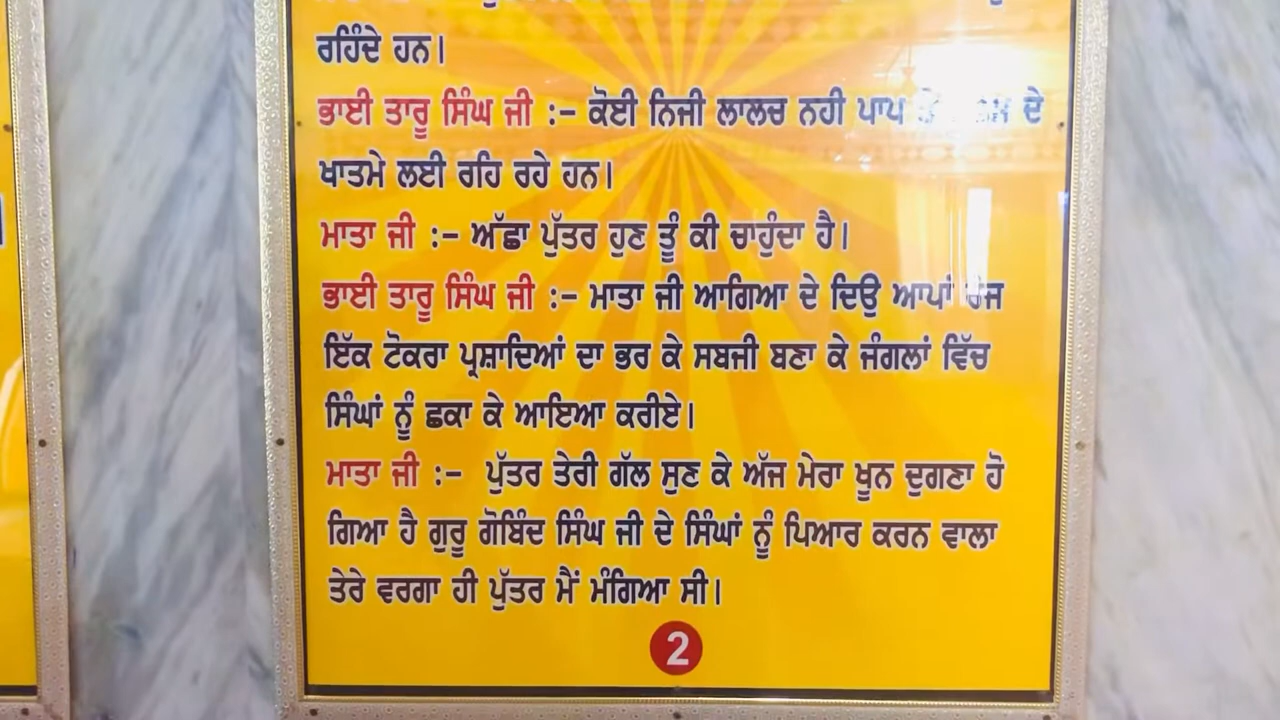 ਰਹਿੰਦੇ ਹਨ।
ਭਾਈ ਤਾਰੂ ਸਿੰਘ ਜੀ :- ਕੋਈ ਨਿਜੀ ਲਾਲਚ ਨਹੀ ਪਾਪ ਦੇ
ਖਾਤਮੇ ਲਈ ਰਹਿ ਰਹੇ ਹਨ।
ਮਾਤਾ ਜੀ :- ਅੱਛਾ ਪੁੱਤਰ ਹੁਣ ਤੂੰ ਕੀ ਚਾਹੁੰਦਾ ਹੈ।
ਭਾਈ ਤਾਰੂ ਸਿੰਘ ਜੀ :- ਮਾਤਾ ਜੀ ਆਗਿਆ ਦੇ ਦਿਉ ਆਪਾਂ
ਇੱਕ ਟੋਕਰਾ ਪ੍ਰਸ਼ਾਦਿਆਂ ਦਾ ਭਰ ਕੇ ਸਬਜੀ ਬਣਾ ਕੇ ਜੰਗਲਾਂ ਵਿੱਚ
ਸਿੰਘਾਂ ਨੂੰ ਛਕਾ ਕੇ ਆਇਆ ਕਰੀਏ।
ਮਾਤਾ ਜੀ :- ਪੁੱਤਰ ਤੇਰੀ ਗੱਲ ਸੁਣ ਕੇ ਅੱਜ ਮੇਰਾ ਖੂਨ ਦੁਗਣਾ ਹੋ
ਗਿਆ ਹੈ ਗੁਰੂ ਗੋਬਿੰਦ ਸਿੰਘ ਜੀ ਦੇ ਸਿੰਘਾਂ ਨੂੰ ਪਿਆਰ ਕਰਨ ਵਾਲਾ
ਤੇਰੇ ਵਰਗਾ ਹੀ ਪੁੱਤਰ ਮੈਂ ਮੰਗਿਆ ਸੀ।
2